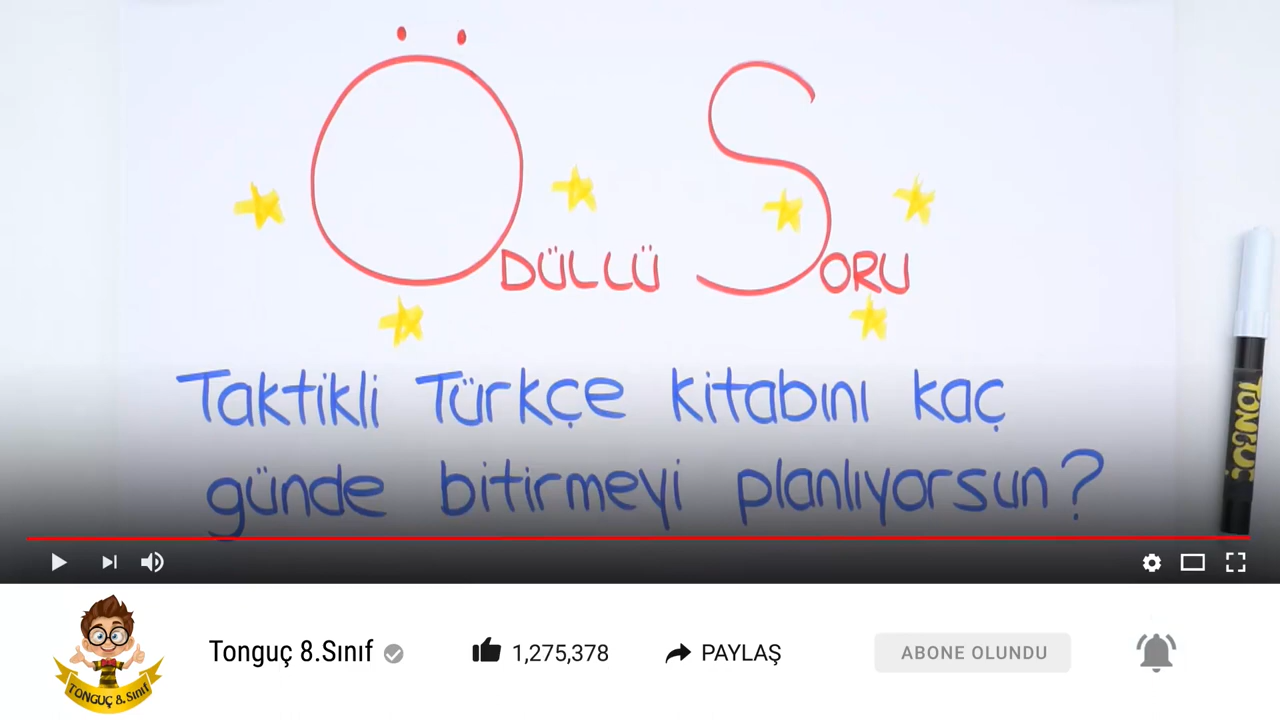 ÖDÜLLÜ SORU
Taktikli Türkçe kitabını kaç
günde bitirmeyi planlıyorsun?
TONGUÇ
Tonguç 8.Sınıf
1,275,378
PAYLAŞ
ABONE OLUNDU
TONGUÇ 8. Sınıf